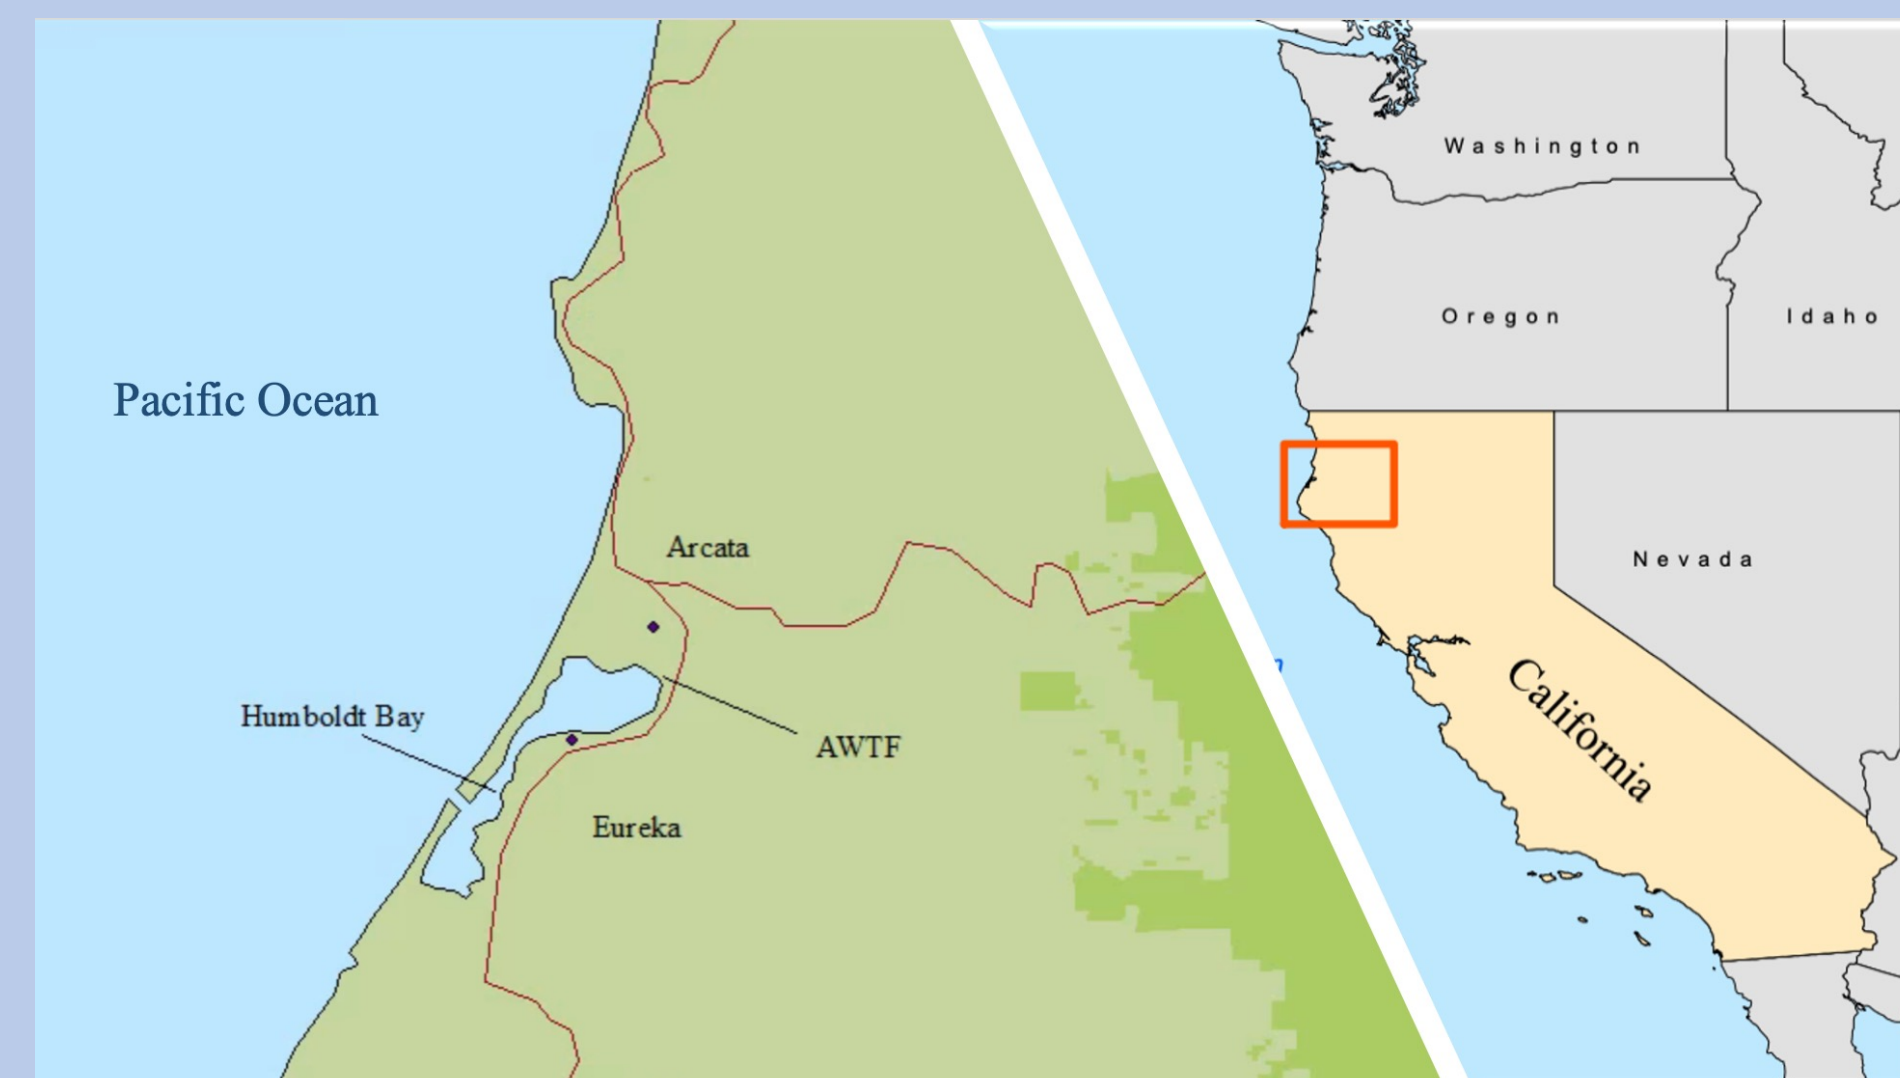 Pacific Ocean
Arcata
Humboldt Bay
AWTF
Eureka
Washington
Oregon
Idaho
Nevada
California